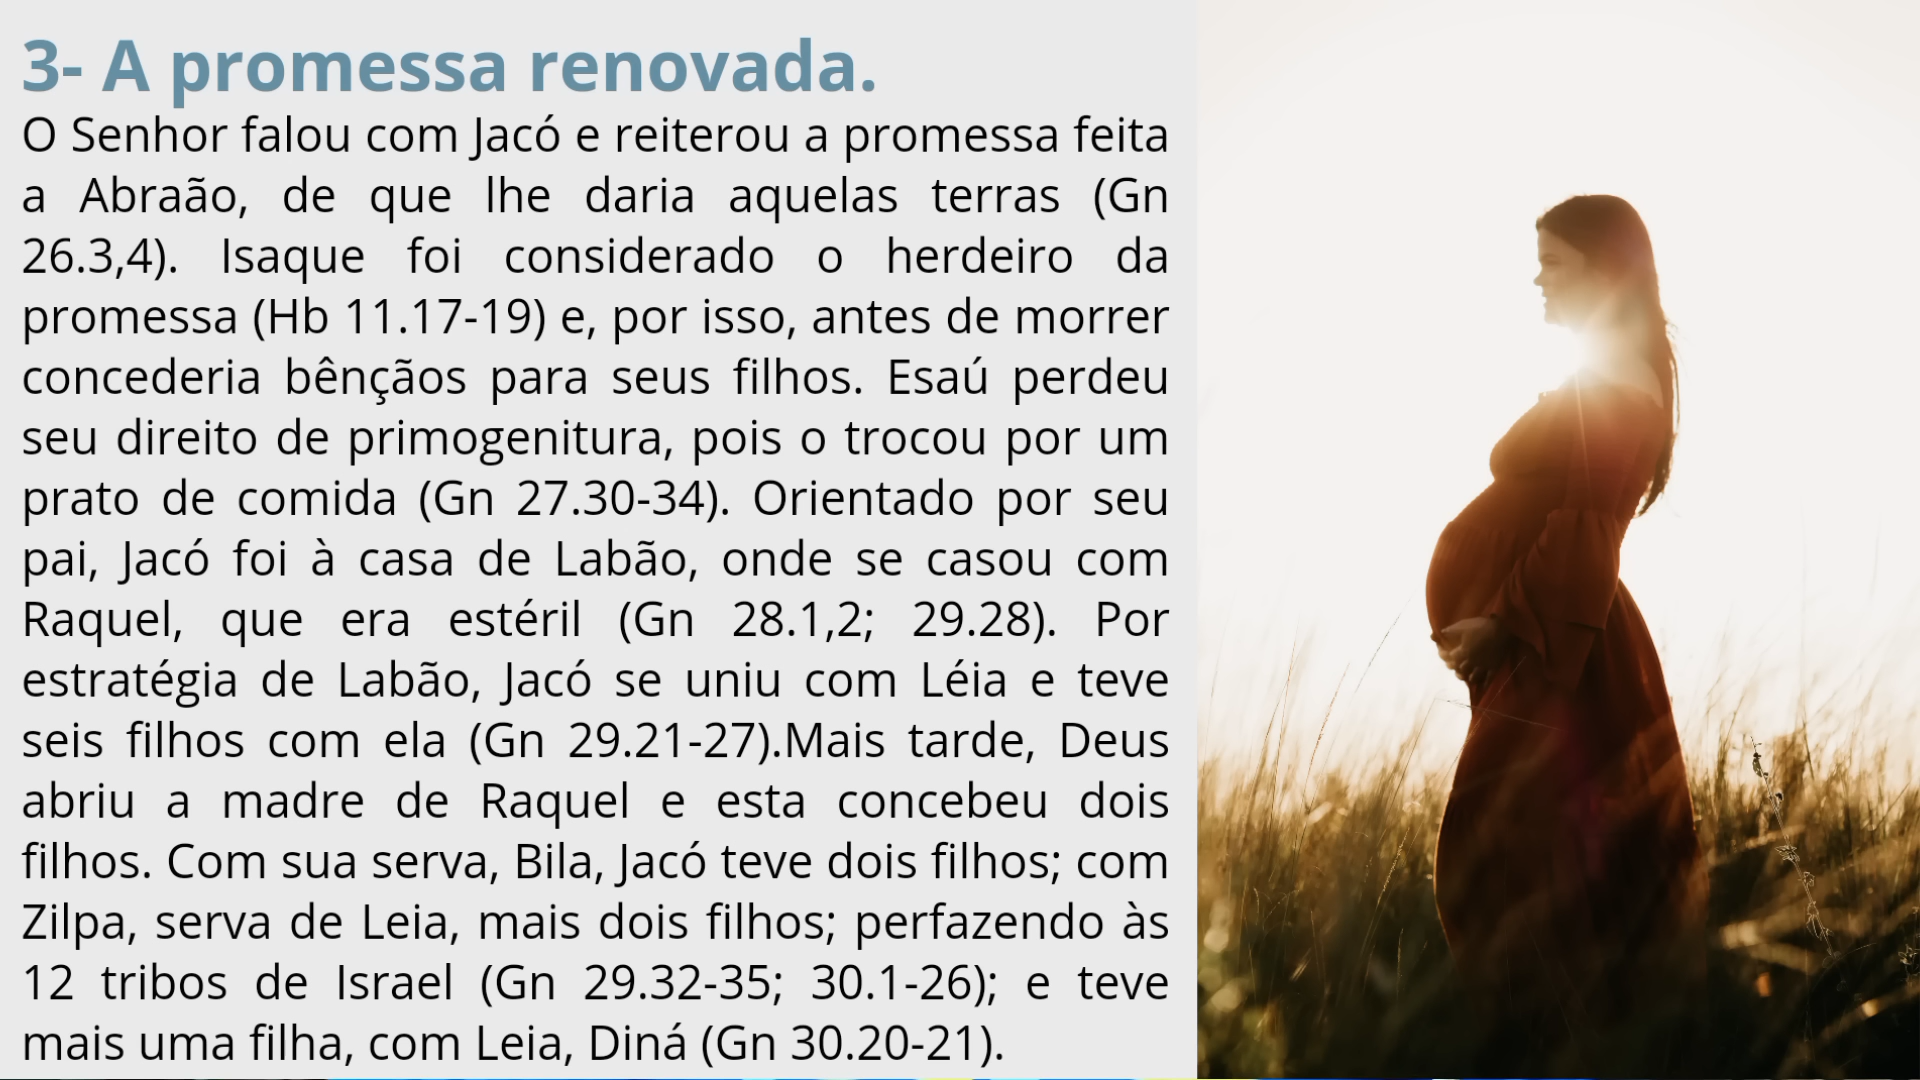 3- A promessa renovada.
O Senhor falou com Jacó e reiterou a promessa feita
a Abraão, de que lhe daria aquelas terras (Gn
26.3,4). Isaque foi considerado o herdeiro da
promessa (Hb 11.17-19) e, por isso, antes de morrer
concederia bênçãos para seus filhos. Esaú perdeu
seu direito de primogenitura, pois o trocou por um
prato de comida (Gn 27.30-34). Orientado por seu
pai, Jacó foi à casa de Labão, onde se casou com
Raquel, que era estéril (Gn 28.1,2; 29.28). Por
estratégia de Labão, Jacó se uniu com Léia e teve
seis filhos com ela (Gn 29.21-27).Mais tarde, Deus
abriu a madre de Raquel e esta concebeu dois
filhos. Com sua serva, Bila, Jacó teve dois filhos; com
Zilpa, serva de Leia, mais dois filhos; perfazendo às
12 tribos de Israel (Gn 29.32-35; 30.1-26); e teve
mais uma filha, com Leia, Diná (Gn 30.20-21).